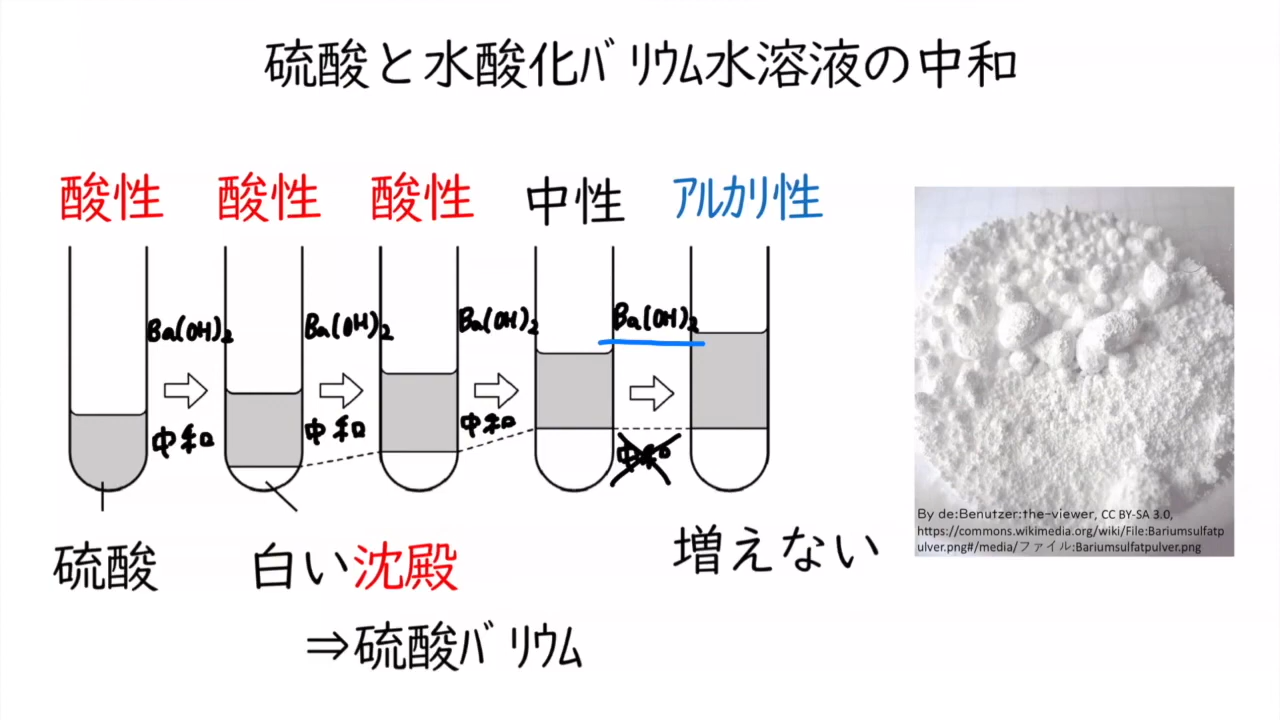 硫酸と水酸化バリウム水溶液の中和
酸性
酸性
酸性
中性
アルカリ性
Ba(OH)2
Ba(OH)2
Ba(OH)2
Ba(OH)2
中和
中和
中和
中和
硫酸
白い沈殿
⇒硫酸バリウム
増えない
By de:Benutzer:the-viewer, CC BY-SA 3.0,
https://commons.wikimedia.org/wiki/File:Bariumsulfatp
ulver.png#/media/ファイル:Bariumsulfatpulver.png